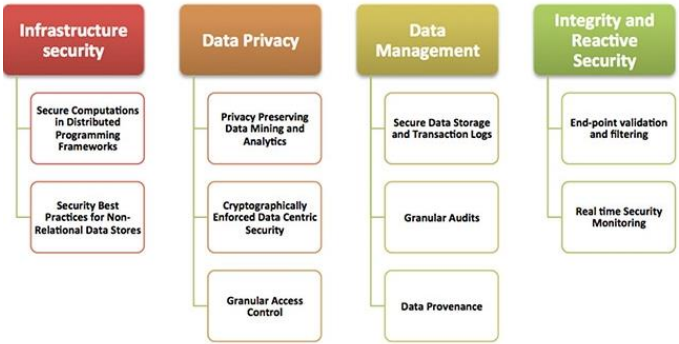 Infrastructure
security
Secure Computations
in Distributed
Programming
Frameworks
Security Best
Practices for Non-
Relational Data Stores
Data Privacy
Privacy Preserving
Data Mining and
Analytics
Cryptographically
Enforced Data Centric
Security
Granular Access
Control
Data
Management
Secure Data Storage
and Transaction Logs
Granular Audits
Data Provenance
Integrity and
Reactive
Security
End-point validation
and filtering
Real time Security
Monitoring